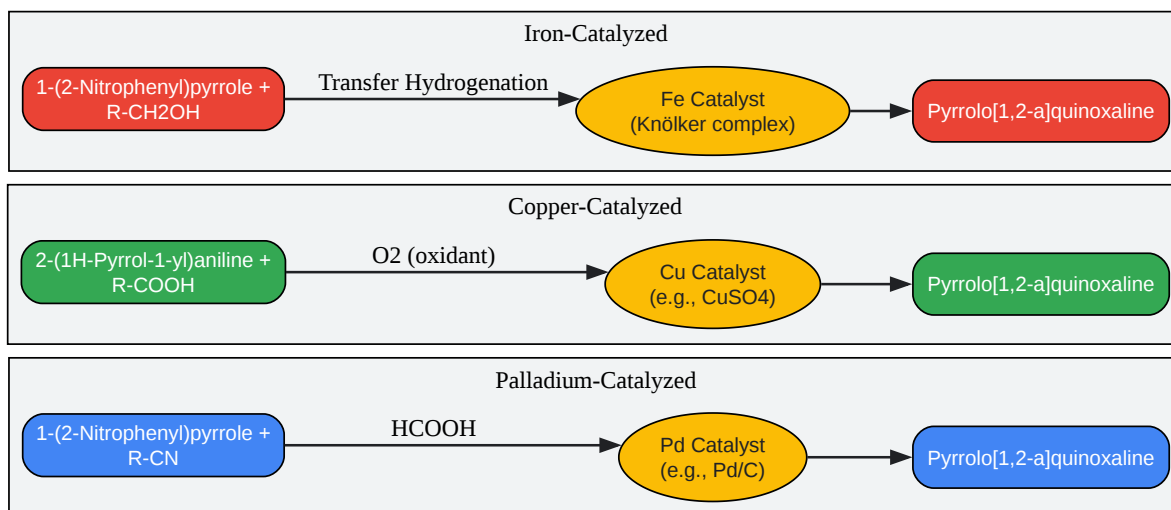 Iron-Catalyzed
1-(2-Nitrophenyl)pyrrole +
R-CH2OH
Transfer Hydrogenation
Fe Catalyst
(Knölker complex)
Pyrrolo[1,2-a]quinoxaline
Copper-Catalyzed
2-(1H-Pyrrol-1-yl)aniline +
R-COOH
O2 (oxidant)
Cu Catalyst
(e.g., CuSO4)
Pyrrolo[1,2-a]quinoxaline
Palladium-Catalyzed
1-(2-Nitrophenyl)pyrrole +
R-CN
HCOOH
Pd Catalyst
(e.g., Pd/C)
Pyrrolo[1,2-a]quinoxaline